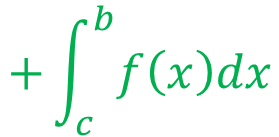 + ∫_c^b f(x)dx